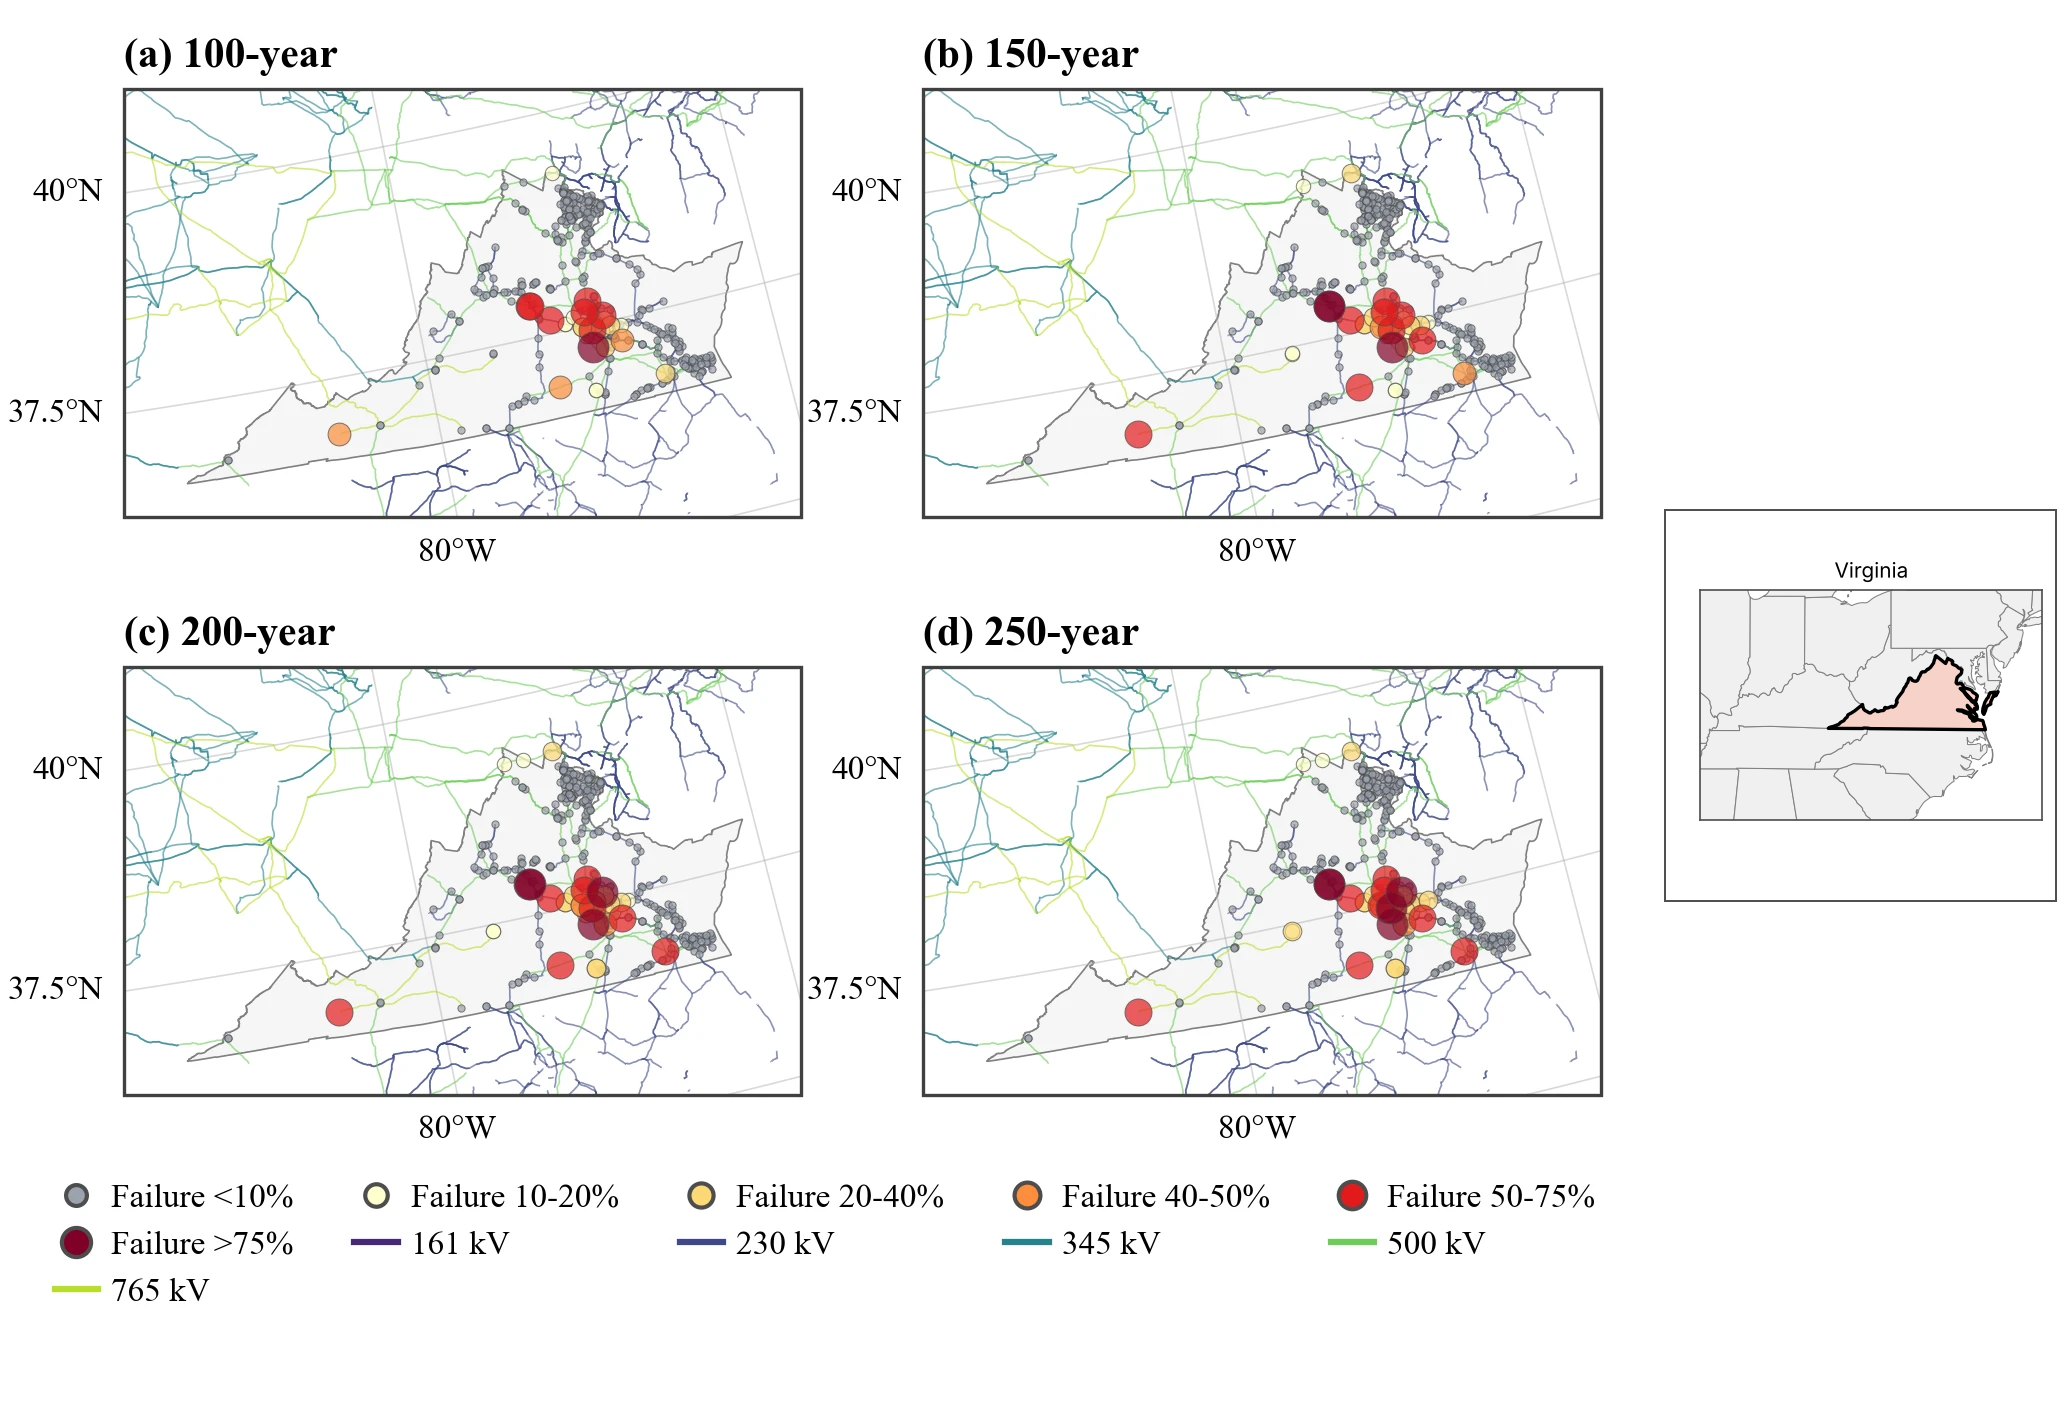 (a) 100-year
(b) 150-year
40°N
37.5°N
80°W
40°N
37.5°N
80°W
Virginia
(c) 200-year
(d) 250-year
40°N
37.5°N
80°W
40°N
37.5°N
80°W
Failure <10%
Failure 10-20%
Failure 20-40%
Failure 40-50%
Failure 50-75%
Failure >75%
161 kV
230 kV
345 kV
500 kV
765 kV